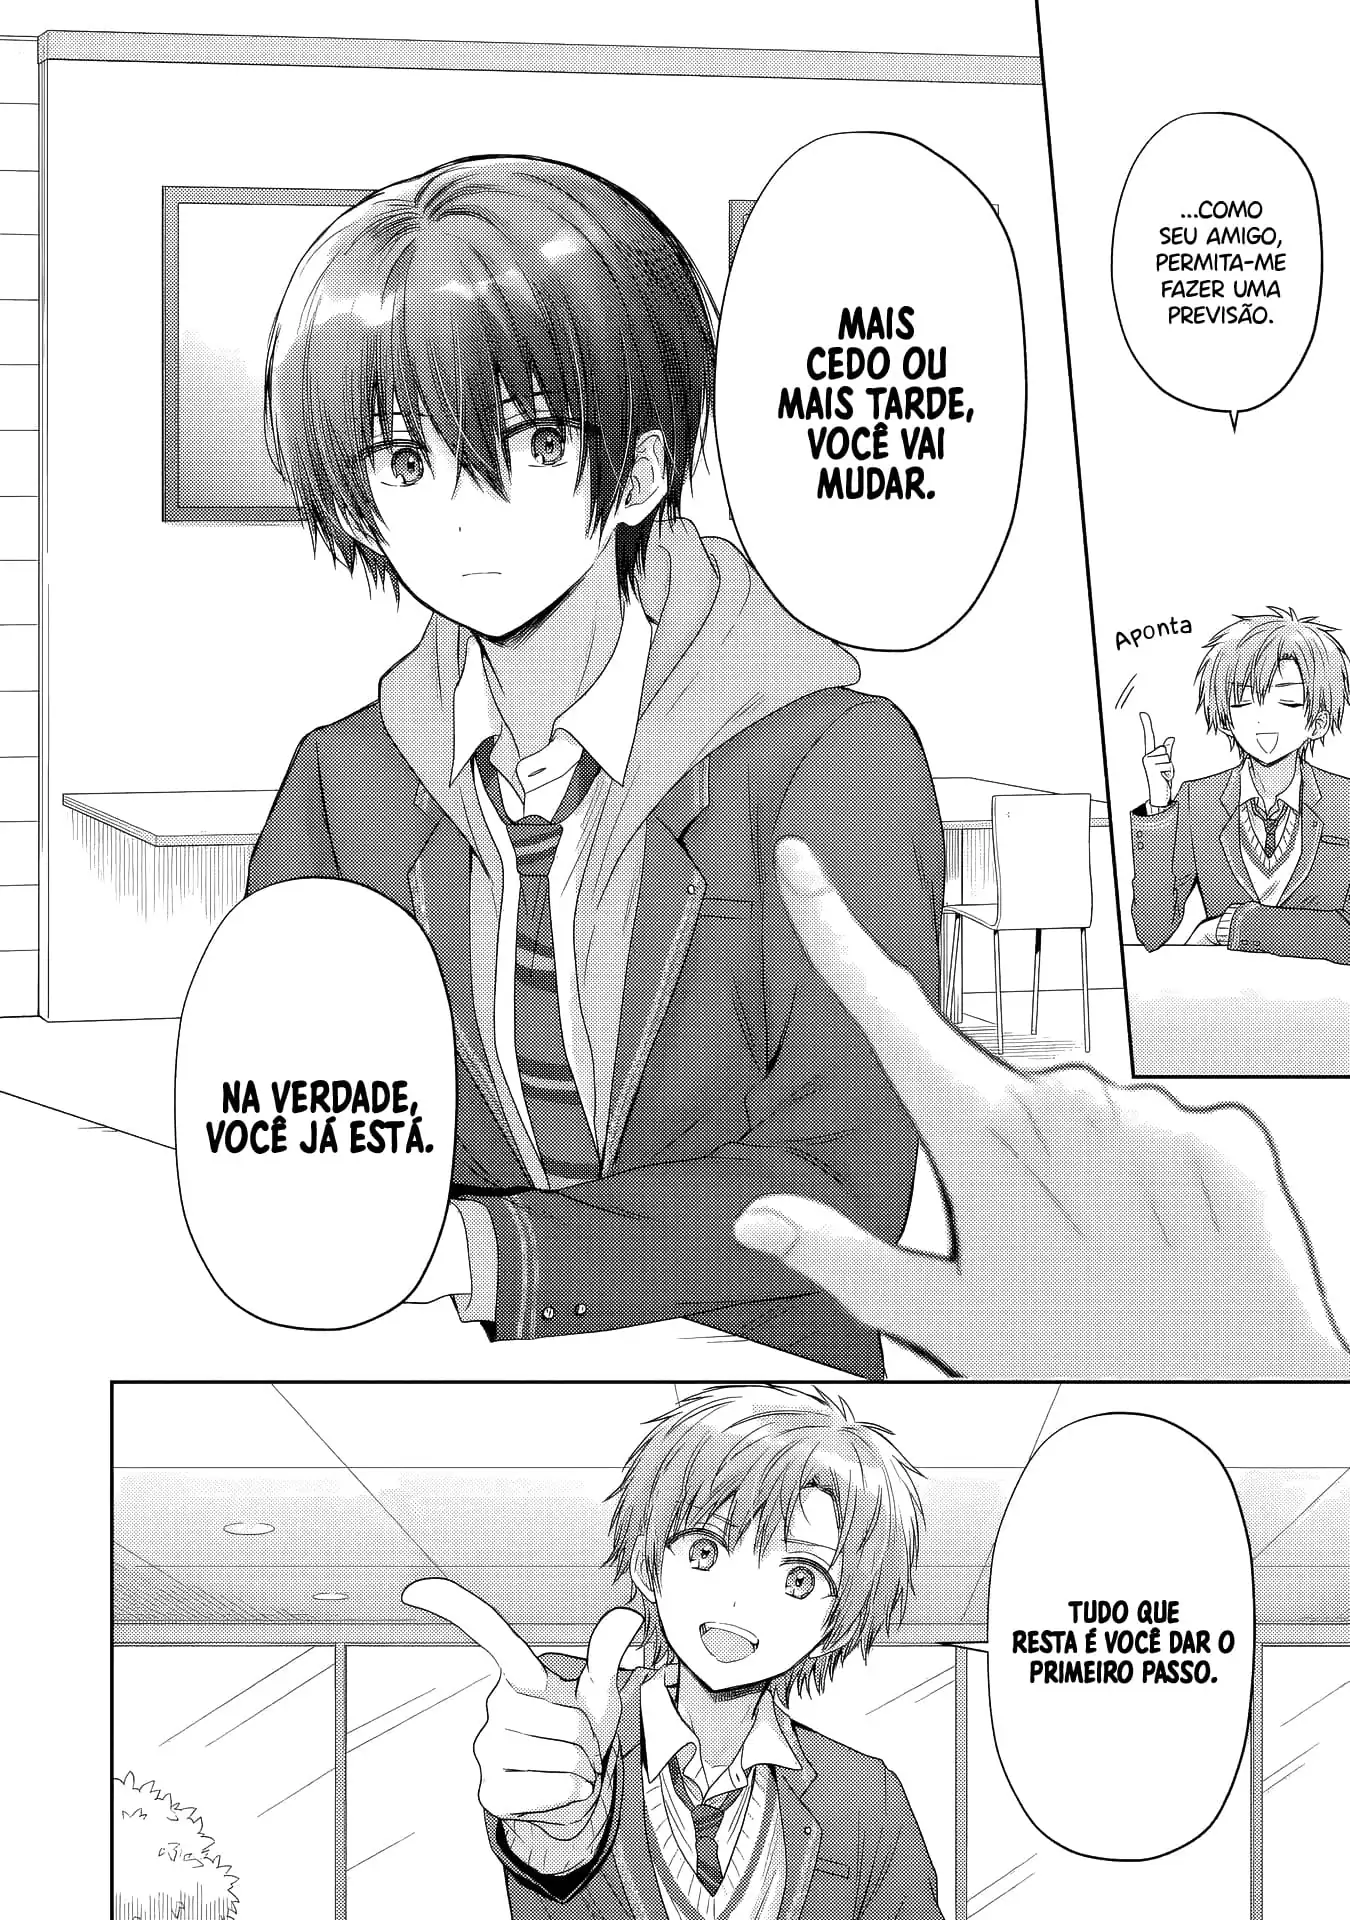 ...COMO
SEU AMIGO,
PERMITA-ME
FAZER UMA
PREVISÃO.
Aponta
MAIS
CEDO OU
MAIS TARDE,
VOCÊ VAI
MUDAR.
NA VERDADE,
VOCÊ JÁ ESTÁ.
TUDO QUE
RESTA É VOCÊ DAR O
PRIMEIRO PASSO.